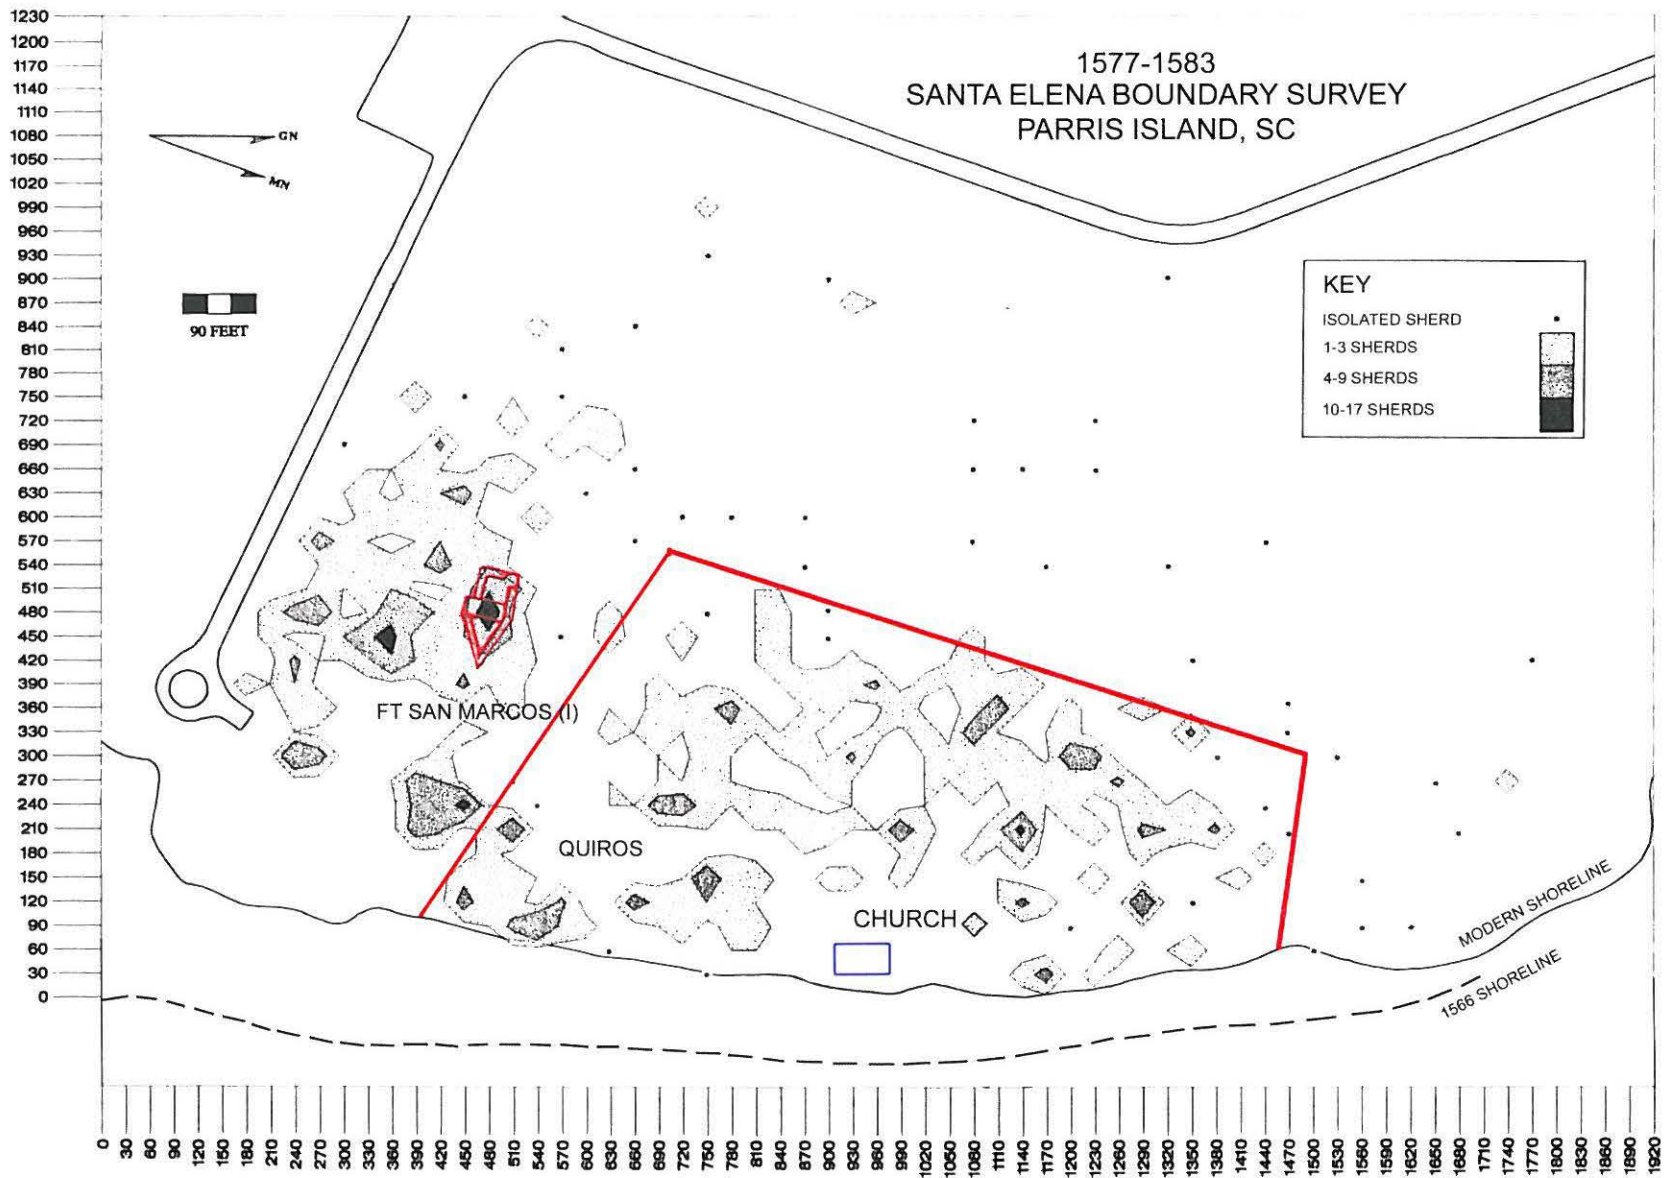 1577-1583
SANTA ELENA BOUNDARY SURVEY
PARRIS ISLAND, SC
1230
1200
1170
1140
1110
1080
1050
1020
990
960
930
900
870
840
810
780
750
720
690
660
630
600
570
540
510
480
450
420
390
360
330
300
270
240
210
180
150
120
90
60
30
0
GN
MN
90 FEET
KEY
ISOLATED SHERD
1-3 SHERDS
4-9 SHERDS
10-17 SHERDS
FT SAN MARCOS (I)
QUIROS
CHURCH
MODERN SHORELINE
1566 SHORELINE
0 30 60 90 120 150 180 210 240 270 300 330 360 390 420 450 480 510 540 570 600 630 660 690 720 750 780 810 840 870 900 930 960 990 1020 1050 1080 1110 1140 1170 1200 1230 1260 1290 1320 1350 1380 1410 1440 1470 1500 1530 1560 1590 1620 1650 1680 1710 1740 1770 1800 1830 1860 1890 1920